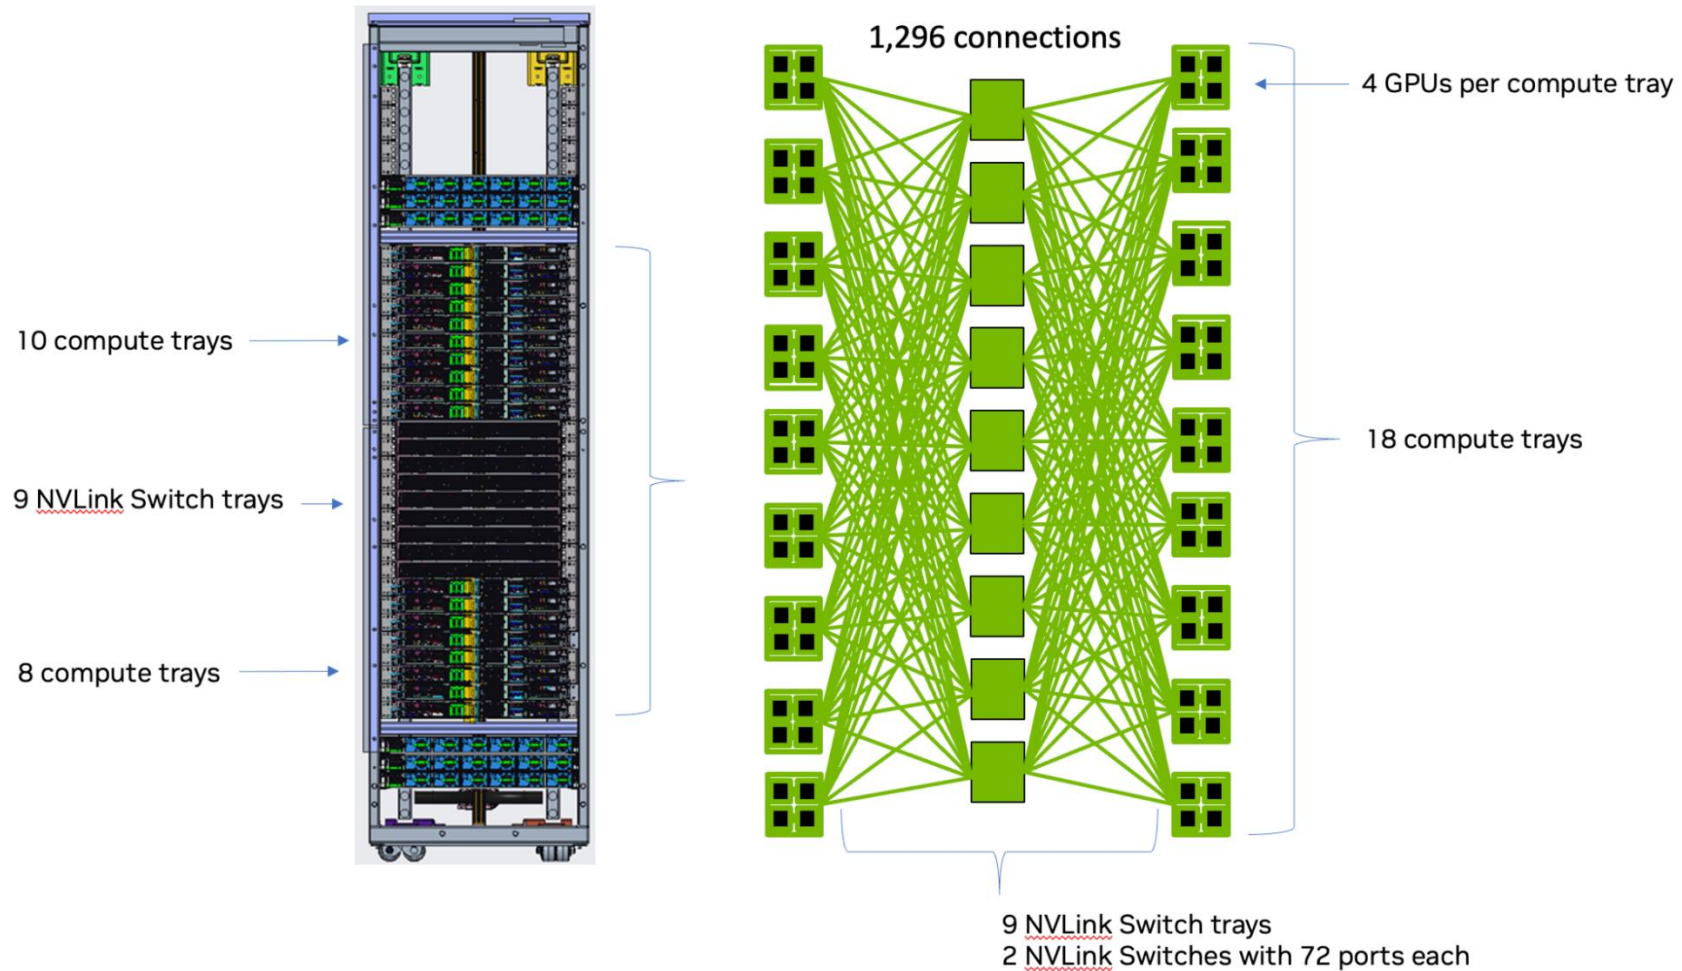 1,296 connections
4 GPUs per compute tray
10 compute trays
18 compute trays
9 NVLink Switch trays
8 compute trays
9 NVLink Switch trays
2 NVLink Switches with 72 ports each